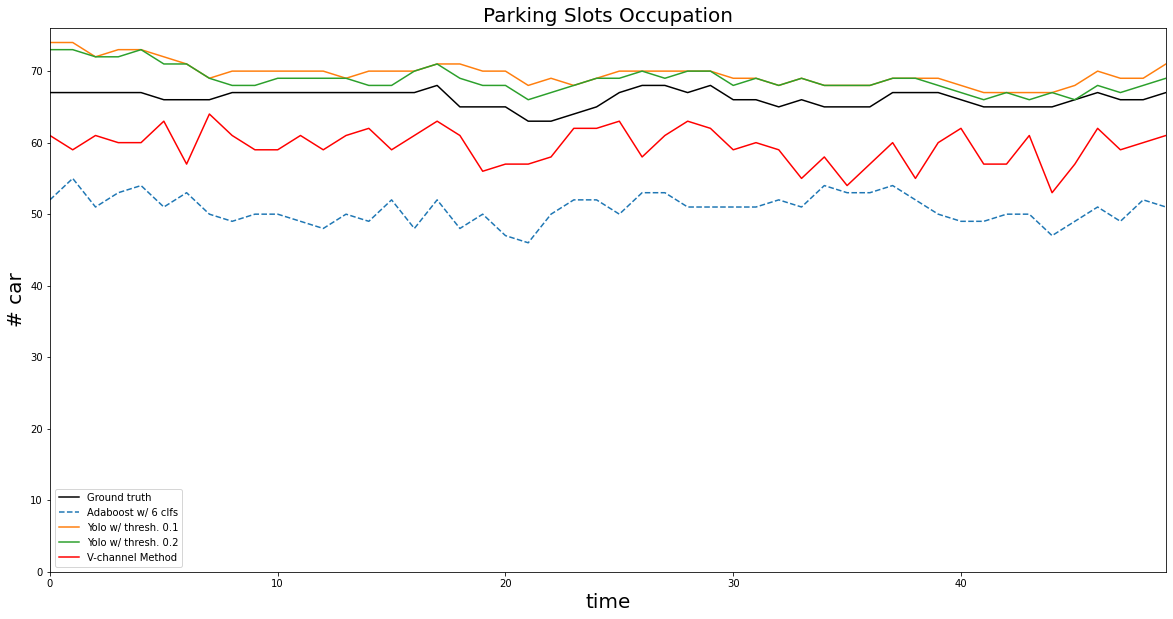 Parking Slots Occupation
# car
70
60
50
40
30
20
10
0
Ground truth
Adaboost w/ 6 clfs
Yolo w/ thresh. 0.1
Yolo w/ thresh. 0.2
V-channel Method
0 10 20 30 40
time